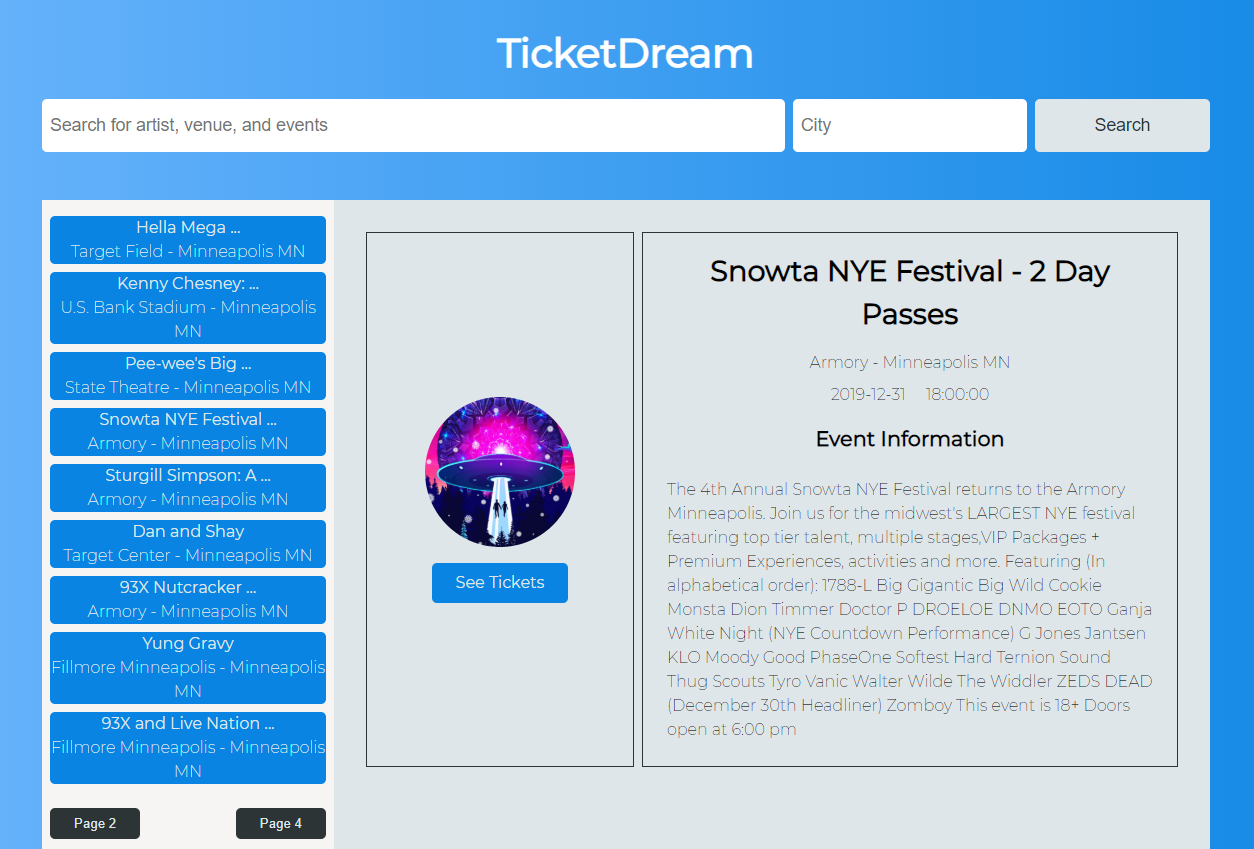 TicketDream
Search for artist, venue, and events
City
Search
Hella Mega ...
Target Field - Minneapolis MN
Kenny Chesney: ...
U.S. Bank Stadium - Minneapolis
MN
Pee-wee's Big ...
State Theatre - Minneapolis MN
Snowta NYE Festival ...
Armory - Minneapolis MN
Sturgill Simpson: A ...
Armory - Minneapolis MN
Dan and Shay
Target Center - Minneapolis MN
93X Nutcracker ...
Armory - Minneapolis MN
Yung Gravy
Fillmore Minneapolis - Minneapolis
MN
93X and Live Nation ...
Fillmore Minneapolis - Minneapolis
MN
Page 2
Page 4
See Tickets
Snowta NYE Festival - 2 Day
Passes
Armory - Minneapolis MN
2019-12-31 18:00:00
Event Information
The 4th Annual Snowta NYE Festival returns to the Armory
Minneapolis. Join us for the midwest's LARGEST NYE festival
featuring top tier talent, multiple stages,VIP Packages +
Premium Experiences, activities and more. Featuring (In
alphabetical order): 1788-L Big Gigantic Big Wild Cookie
Monsta Dion Timmer Doctor P DROELOE DNMO EOTO Ganja
White Night (NYE Countdown Performance) G Jones Jantsen
KLO Moody Good PhaseOne Softest Hard Ternion Sound
Thug Scouts Tyro Vanic Walter Wilde The Widdler ZEDS DEAD
(December 30th Headliner) Zomboy This event is 18+ Doors
open at 6:00 pm